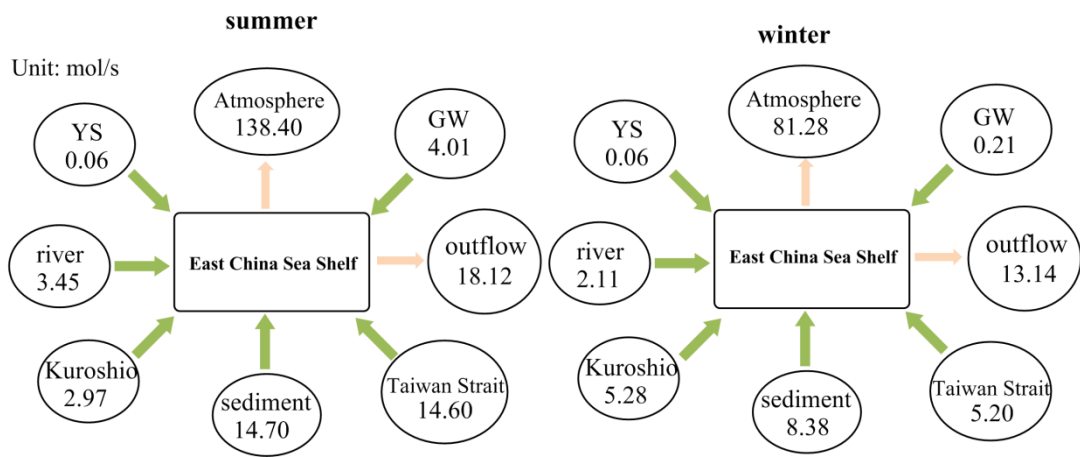 summer
winter
Unit: mol/s
Atmosphere
138.40
YS
0.06
GW
4.01
river
3.45
East China Sea Shelf
outflow
18.12
Kuroshio
2.97
sediment
14.70
Taiwan Strait
14.60
Atmosphere
81.28
YS
0.06
GW
0.21
river
2.11
East China Sea Shelf
outflow
13.14
Kuroshio
5.28
sediment
8.38
Taiwan Strait
5.20